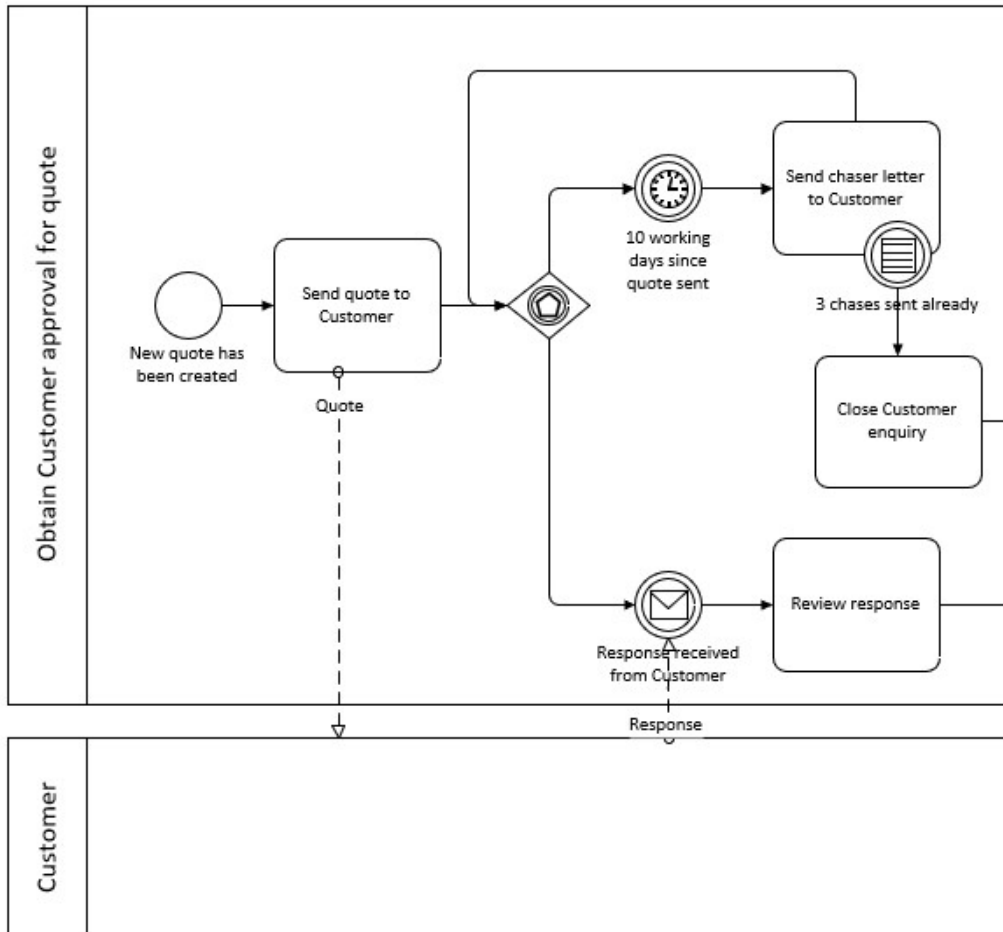 Obtain Customer approval for quote
New quote has
been created
Send quote to
Customer
Quote
10 working
days since
quote sent
Send chaser letter
to Customer
3 chases sent already
Close Customer
enquiry
Response received
from Customer
Review response
Response
Customer